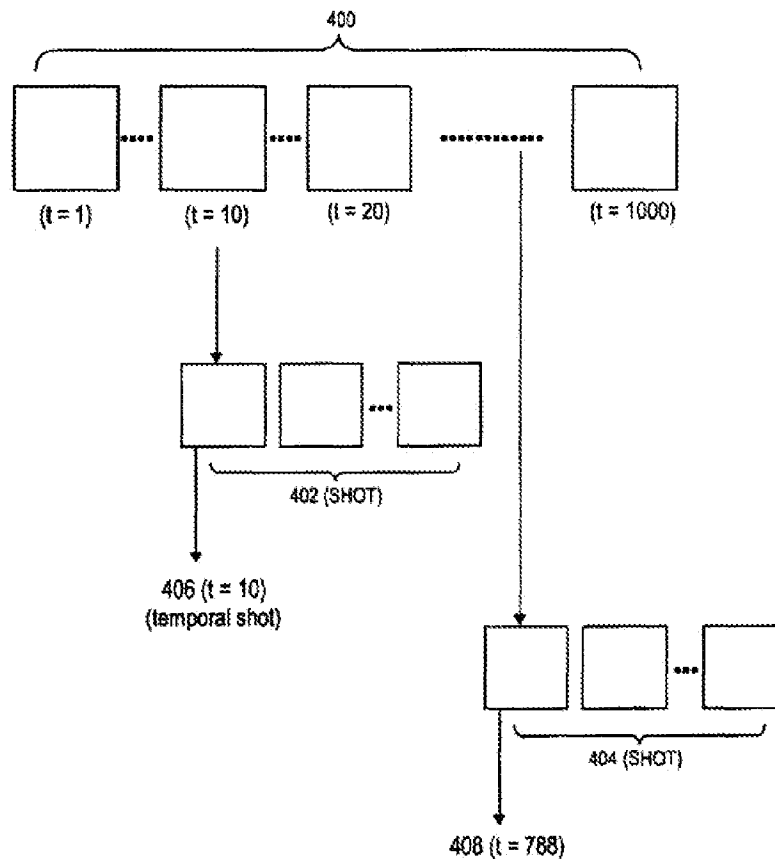 400
(t = 1)
(t = 10)
(t = 20)
(t = 1000)
402 (SHOT)
406 (t = 10)
(temporal shot)
404 (SHOT)
408 (t = 788)